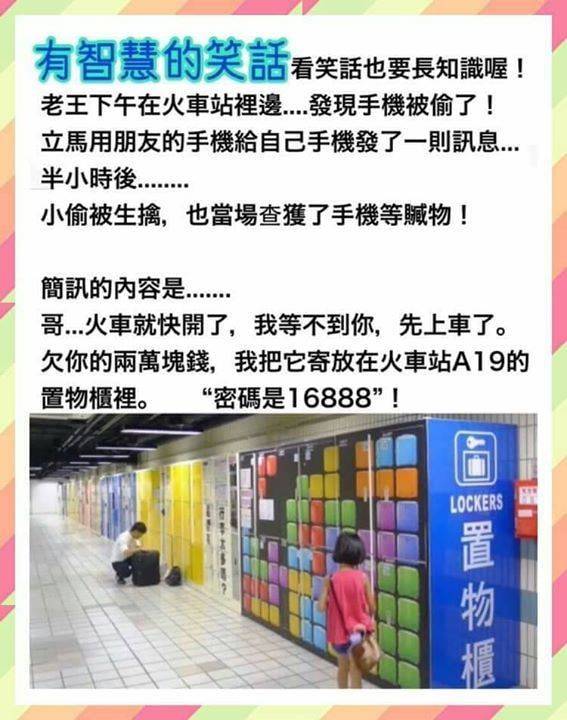 有智慧的笑話看笑話也要長知識喔！
老王下午在火車站裡邊....發現手機被偷了！
立馬用朋友的手機給自己手機發了一則訊息...
半小時後........
小偷被生擒，也當場查獲了手機等贓物！
簡訊的內容是.......
哥...火車就快開了，我等不到你，先上車了。
欠你的兩萬塊錢，我把它寄放在火車站A19的
置物櫃裡。 “密碼是16888”！
LOCKERS
置物櫃